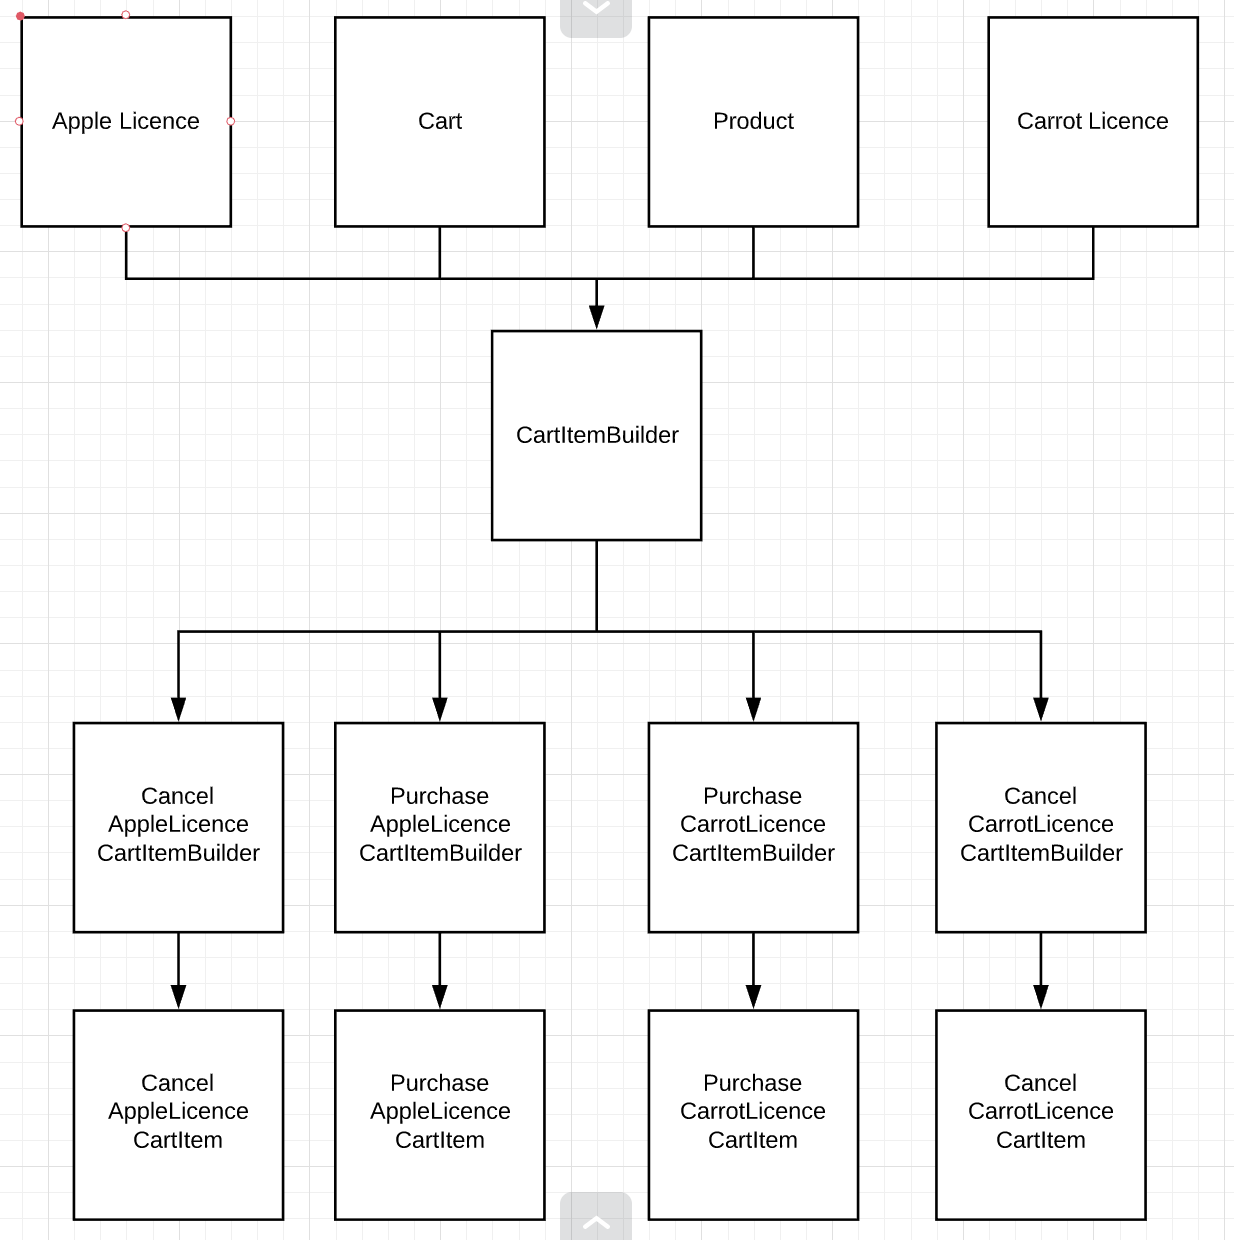 Apple Licence
Cart
Product
Carrot Licence
CartItemBuilder
Cancel
AppleLicence
CartItemBuilder
Purchase
AppleLicence
CartItemBuilder
Purchase
CarrotLicence
CartItemBuilder
Cancel
CarrotLicence
CartItemBuilder
Cancel
AppleLicence
CartItem
Purchase
AppleLicence
CartItem
Purchase
CarrotLicence
CartItem
Cancel
CarrotLicence
CartItem